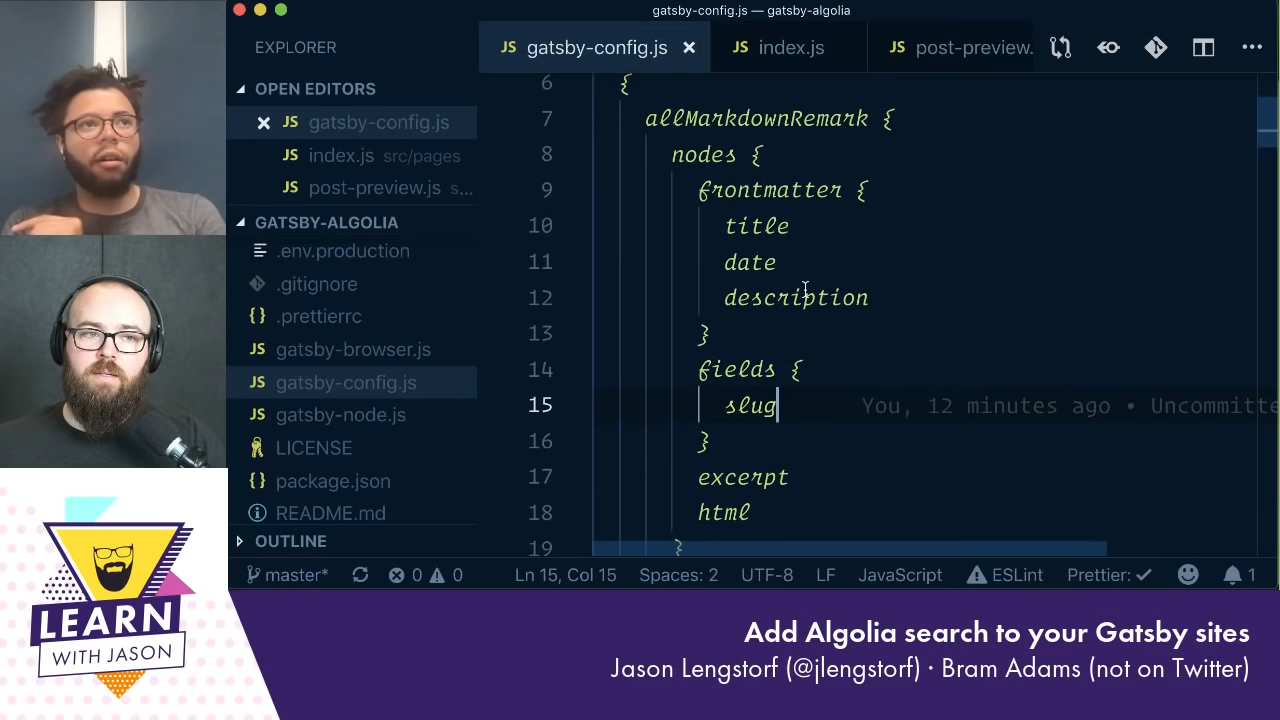 gatsby-config.js — gatsby-algolia
EXPLORER
JS gatsby-config.js
JS index.js
JS post-preview.
OPEN EDITORS
JS gatsby-config.js
JS index.js src/pages
JS post-preview.js s...
GATSBY-ALGOLIA
.env.production
.gitignore
{} .prettierrc
JS gatsby-browser.js
JS gatsby-config.js
JS gatsby-node.js
LICENSE
{} package.json
README.md
OUTLINE
6 {
7 allMarkdownRemark {
8 nodes {
9 frontmatter {
10 title
11 date
12 description
13 }
14 fields {
15 slug You, 12 minutes ago • Uncommitte
16 }
17 excerpt
18 html
19 }
master* 0 0 Ln 15, Col 15 Spaces: 2 UTF-8 LF JavaScript ESLint Prettier: ✓ 1
LEARN
WITH JASON
Add Algolia search to your Gatsby sites
Jason Lengstorf (@jlengstorf) · Bram Adams (not on Twitter)